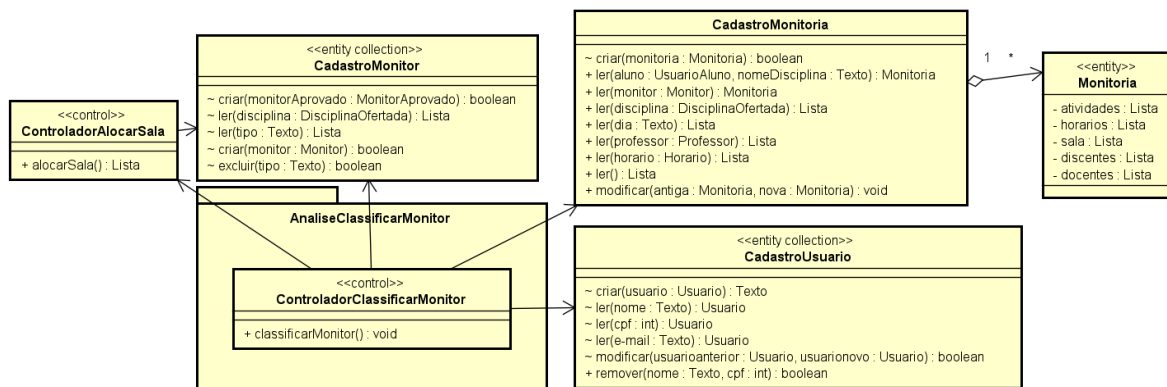 <<control>>
ControladorAlocarSala
+ alocarSala() : Lista
<<entity collection>>
CadastroMonitor
~ criar(monitorAprovado : MonitorAprovado) : boolean
~ ler(disciplina : DisciplinaOfertada) : Lista
~ ler(tipo : Texto) : Lista
~ criar(monitor : Monitor) : boolean
~ excluir(tipo : Texto) : boolean
CadastroMonitoria
~ criar(monitoria : Monitoria) : boolean
+ ler(aluno : UsuarioAluno, nomeDisciplina : Texto) : Monitoria
+ ler(monitor : Monitor) : Monitoria
+ ler(disciplina : DisciplinaOfertada) : Lista
+ ler(dia : Texto) : Lista
+ ler(professor : Professor) : Lista
+ ler(horario : Horario) : Lista
+ ler() : Lista
+ modificar(antiga : Monitoria, nova : Monitoria) : void
1 *
<<entity>>
Monitoria
- atividades : Lista
- horarios : Lista
- sala : Lista
- discentes : Lista
- docentes : Lista
AnaliseClassificarMonitor
<<control>>
ControladorClassificarMonitor
+ classificarMonitor() : void
<<entity collection>>
CadastroUsuario
~ criar(usuario : Usuario) : Texto
~ ler(nome : Texto) : Usuario
~ ler(cpf : int) : Usuario
~ ler(e-mail : Texto) : Usuario
~ modificar(usuarioanterior : Usuario, usuarionovo : Usuario) : boolean
+ remover(nome : Texto, cpf : int) : boolean